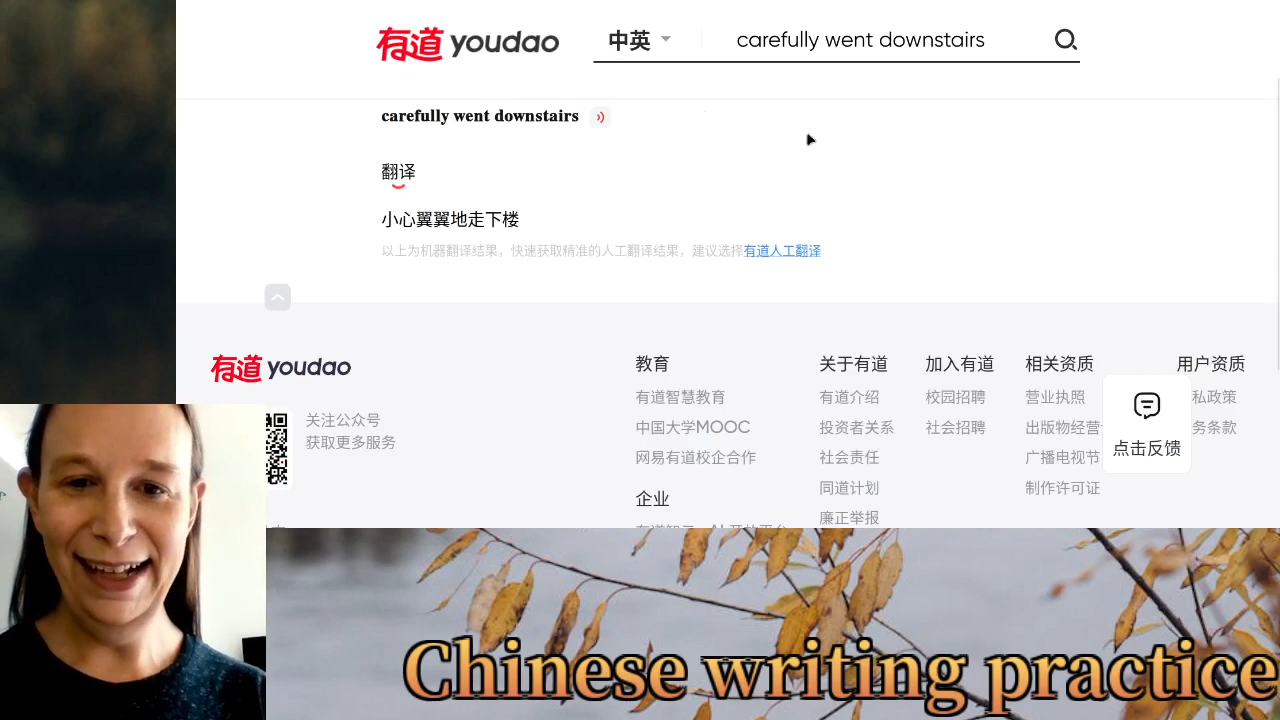 有道 youdao 中英 carefully went downstairs
carefully went downstairs
翻译
小心翼翼地走下楼
以上为机器翻译结果，快速获取精准的人工翻译结果，建议选择有道人工翻译
有道 youdao
关注公众号
获取更多服务
教育
有道智慧教育
中国大学MOOC
网易有道校企合作
企业
关于有道
有道介绍
投资者关系
社会责任
同道计划
廉正举报
加入有道
校园招聘
社会招聘
相关资质
营业执照
出版物经营
广播电视节
制作许可证
用户资质
私政策
务条款
点击反馈
Chinese writing practice